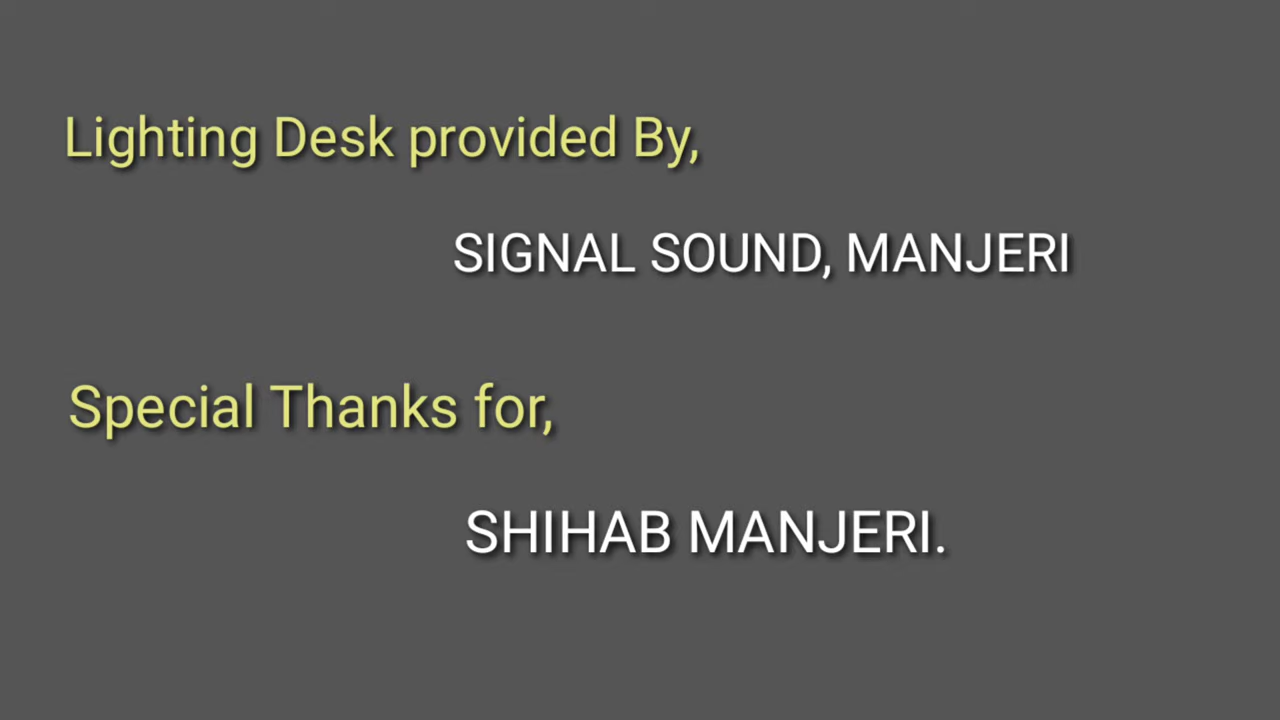 Lighting Desk provided By,
SIGNAL SOUND, MANJERI
Special Thanks for,
SHIHAB MANJERI.